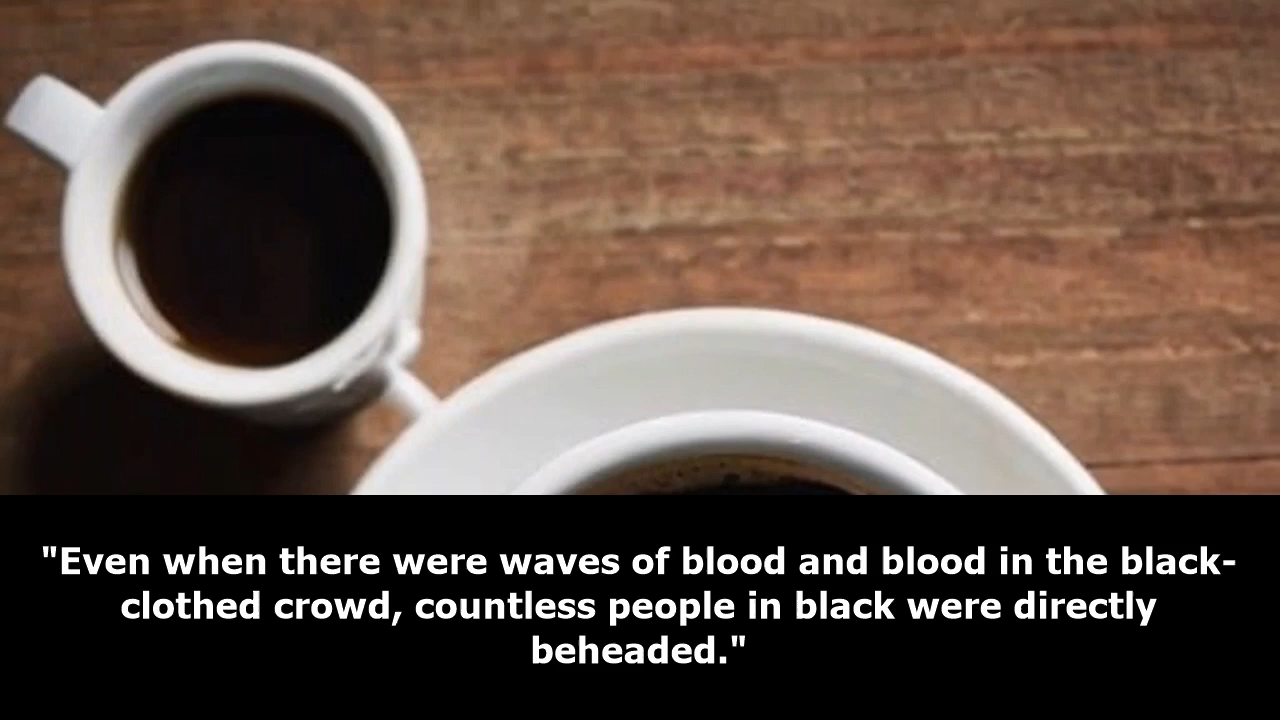 "Even when there were waves of blood and blood in the black-
clothed crowd, countless people in black were directly
beheaded."